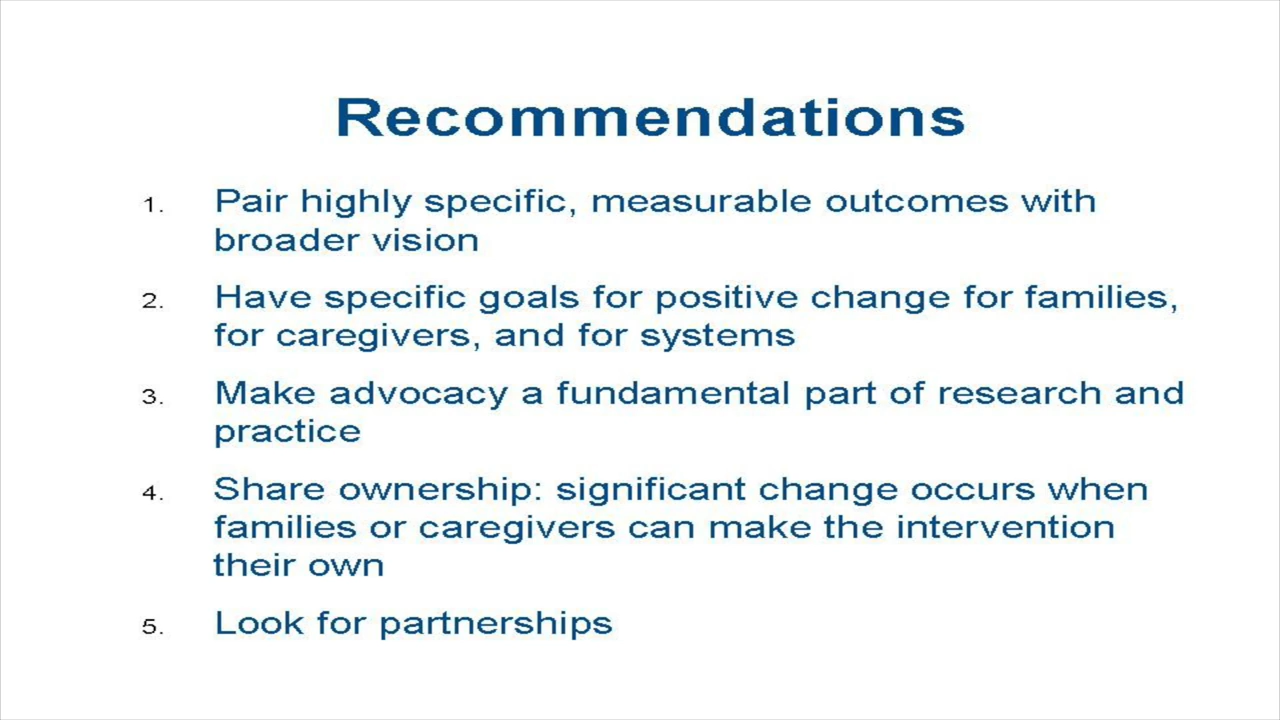 Recommendations
1. Pair highly specific, measurable outcomes with
broader vision
2. Have specific goals for positive change for families,
for caregivers, and for systems
3. Make advocacy a fundamental part of research and
practice
4. Share ownership: significant change occurs when
families or caregivers can make the intervention
their own
5. Look for partnerships